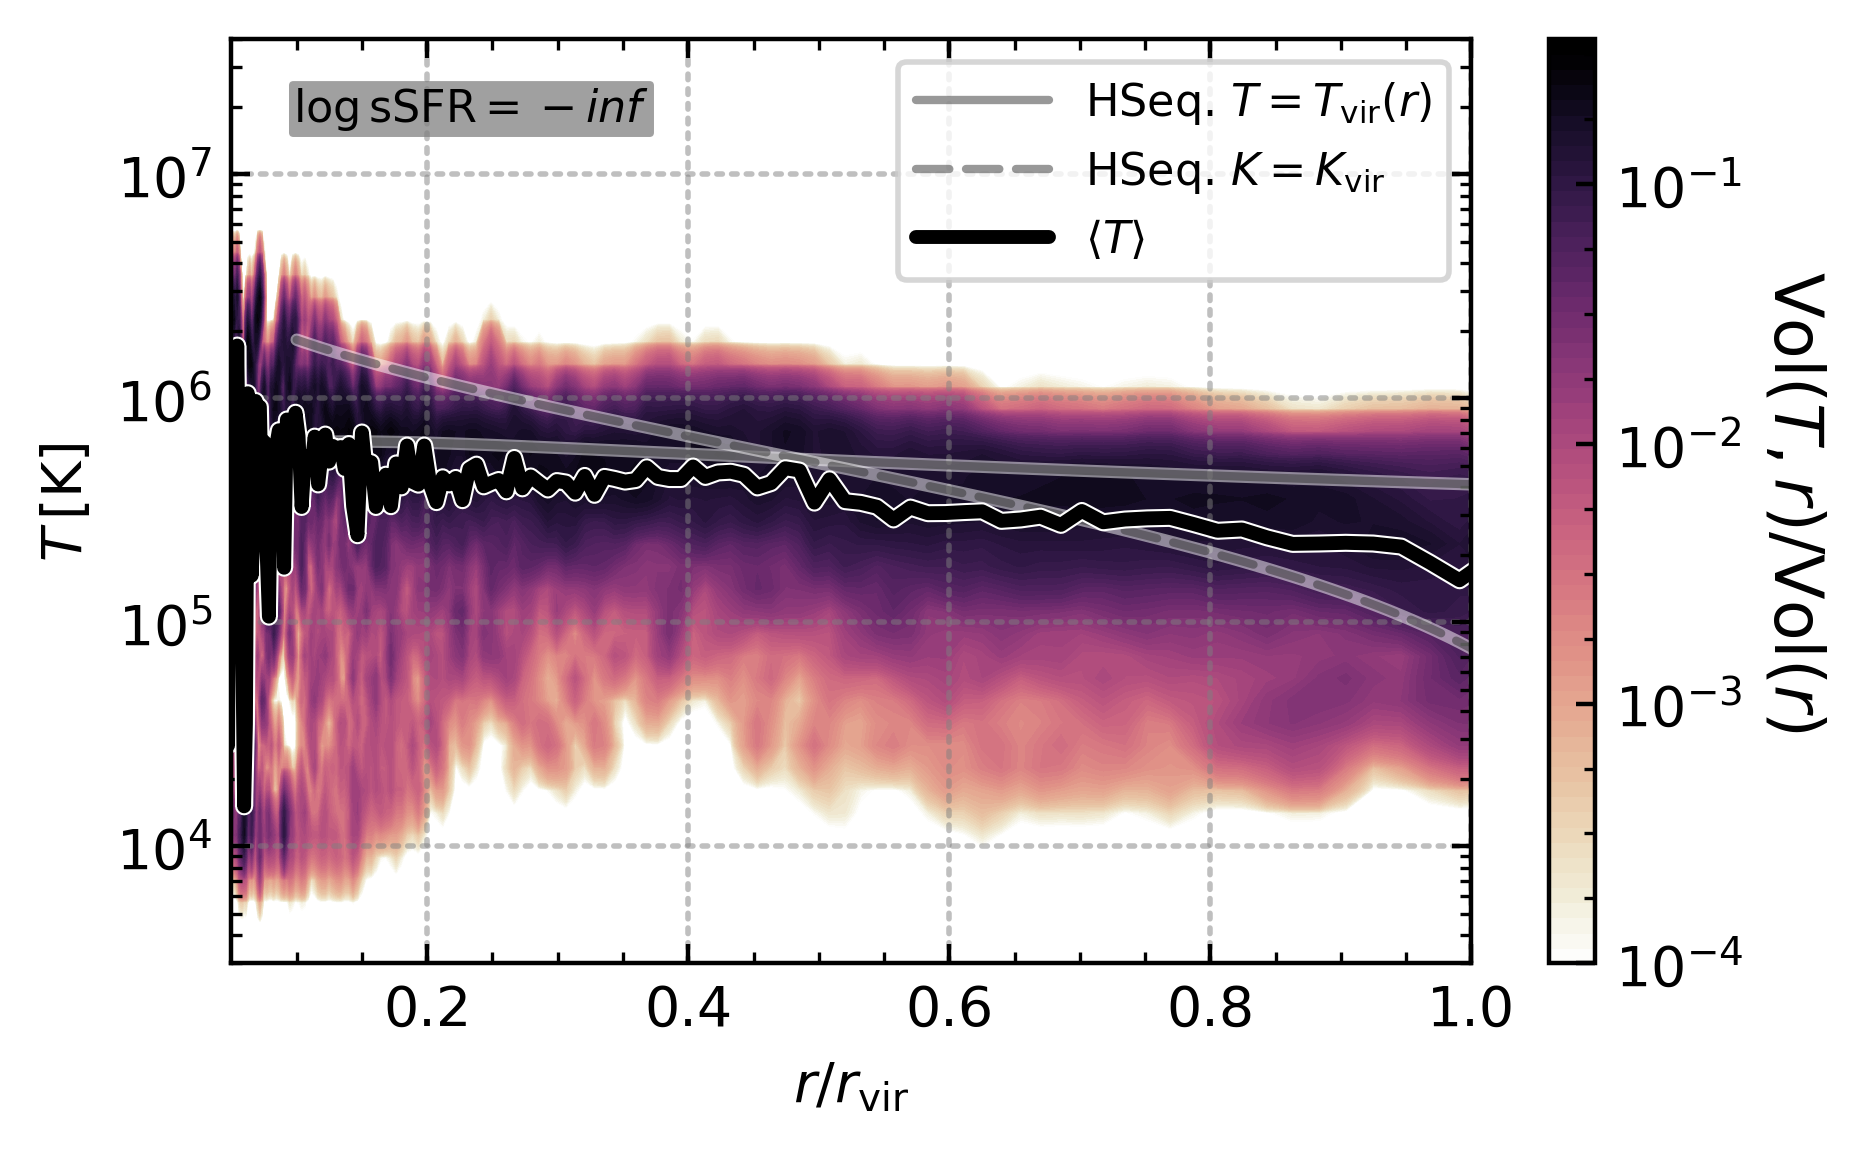 log sSFR = −inf
HSeq. T = T_vir(r)
HSeq. K = K_vir
⟨T⟩
10^7
10^6
10^5
10^4
T [K]
0.2 0.4 0.6 0.8 1.0
r/r_vir
10^−1
10^−2
10^−3
10^−4
Vol(T, r)/Vol(r)